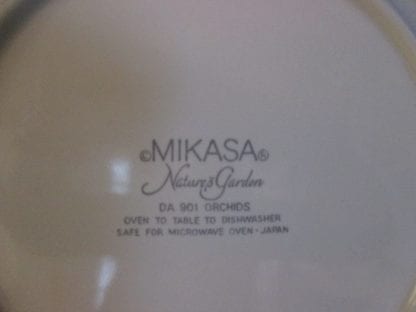 ©MIKASA®
Nature's Garden
DA 901 ORCHIDS
OVEN TO TABLE TO DISHWASHER
SAFE FOR MICROWAVE OVEN-JAPAN